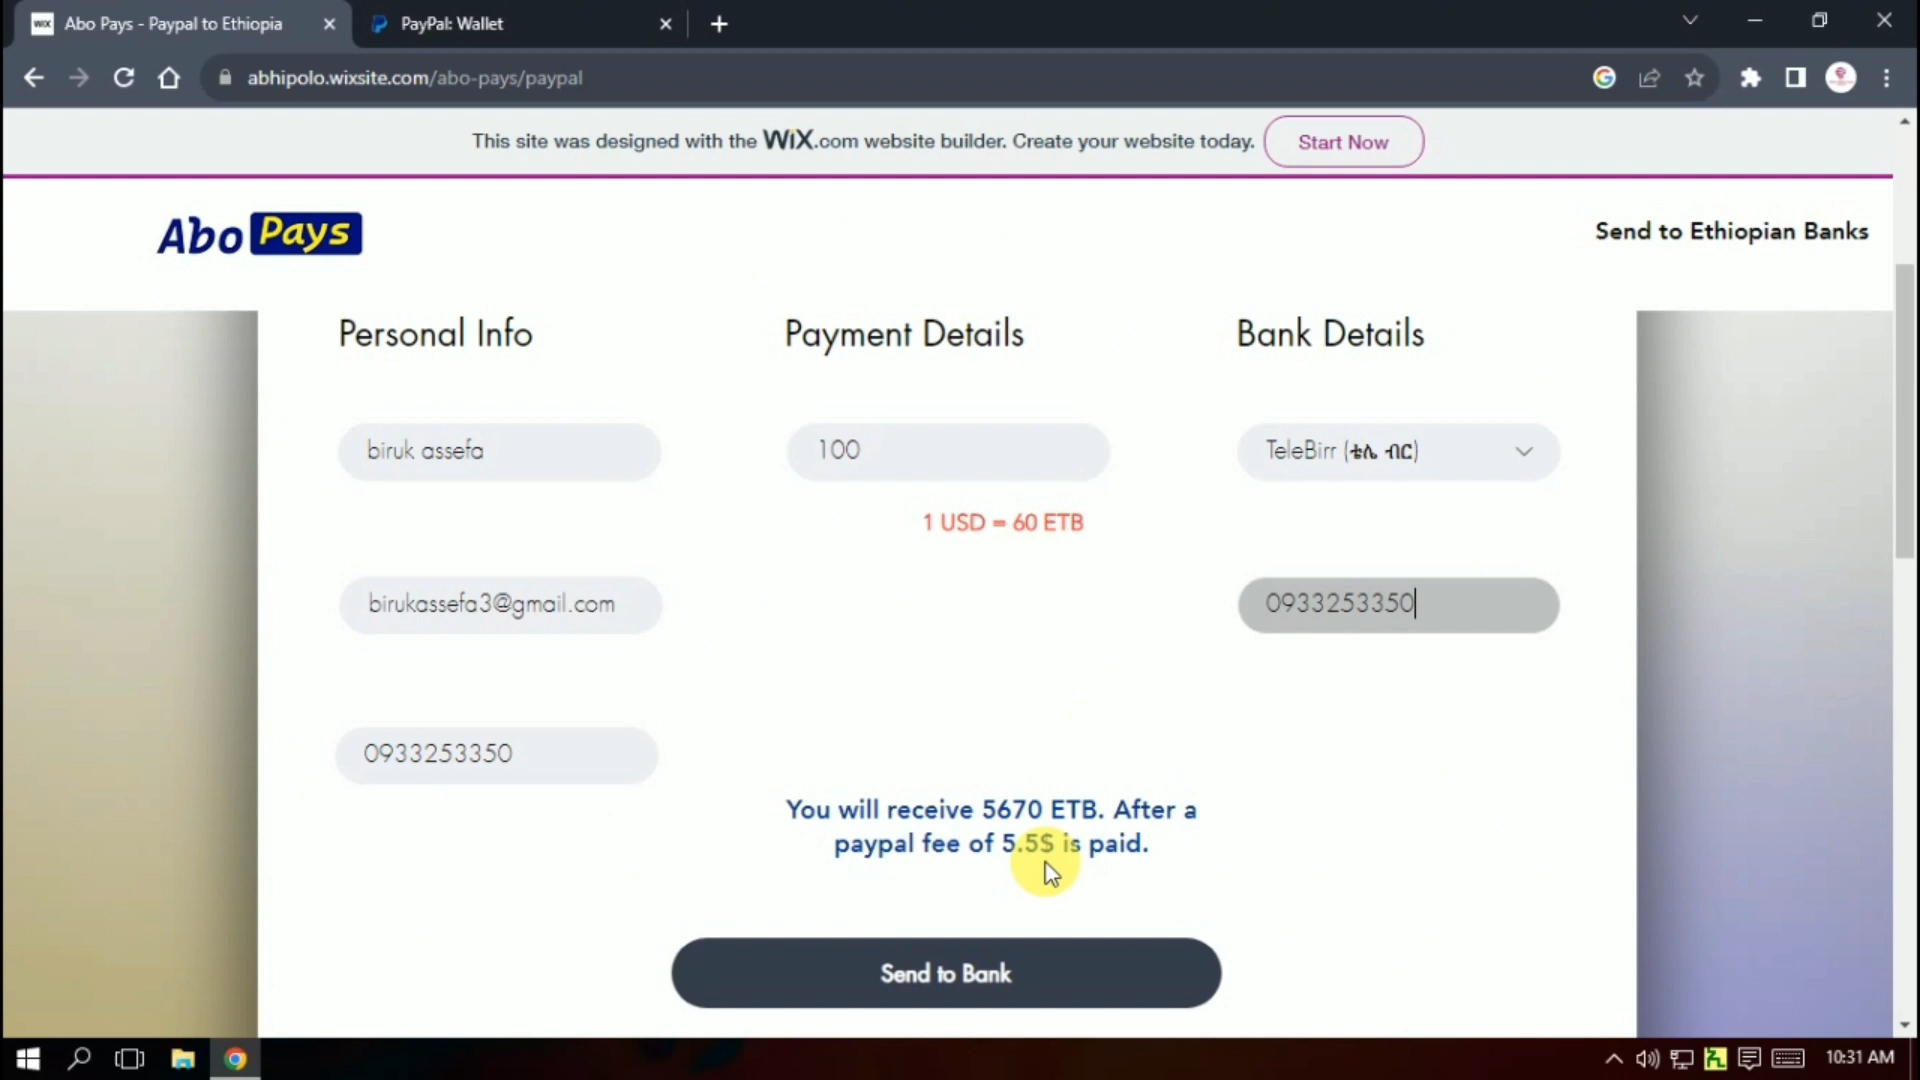 WiX Abo Pays - Paypal to Ethiopia
PayPal: Wallet
abhipolo.wixsite.com/abo-pays/paypal
This site was designed with the WiX.com website builder. Create your website today.
Start Now
Abo Pays
Send to Ethiopian Banks
Personal Info
Payment Details
Bank Details
biruk assefa
100
TeleBirr (ቴሌ ብር)
1 USD = 60 ETB
birukassefa3@gmail.com
0933253350
0933253350
You will receive 5670 ETB. After a
paypal fee of 5.5$ is paid.
Send to Bank
10:31 AM